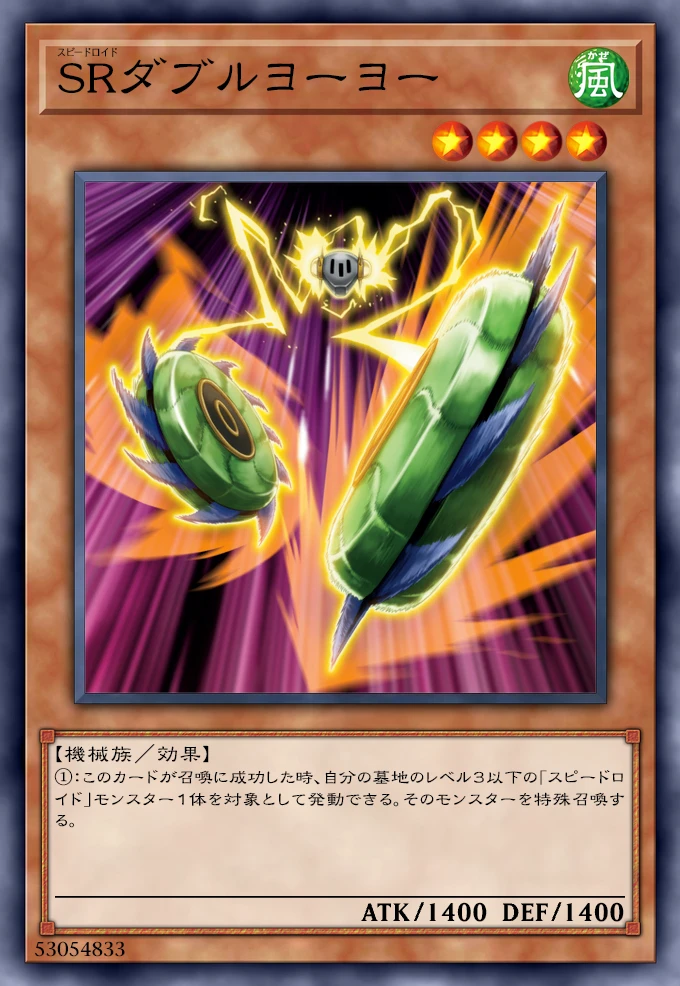 スピードロイド
SRダブルヨーヨー
かぜ
風
【機械族／効果】
①：このカードが召喚に成功した時、自分の墓地のレベル３以下の「スピードロ
イド」モンスター１体を対象として発動できる。そのモンスターを特殊召喚す
る。
ATK/1400 DEF/1400
53054833